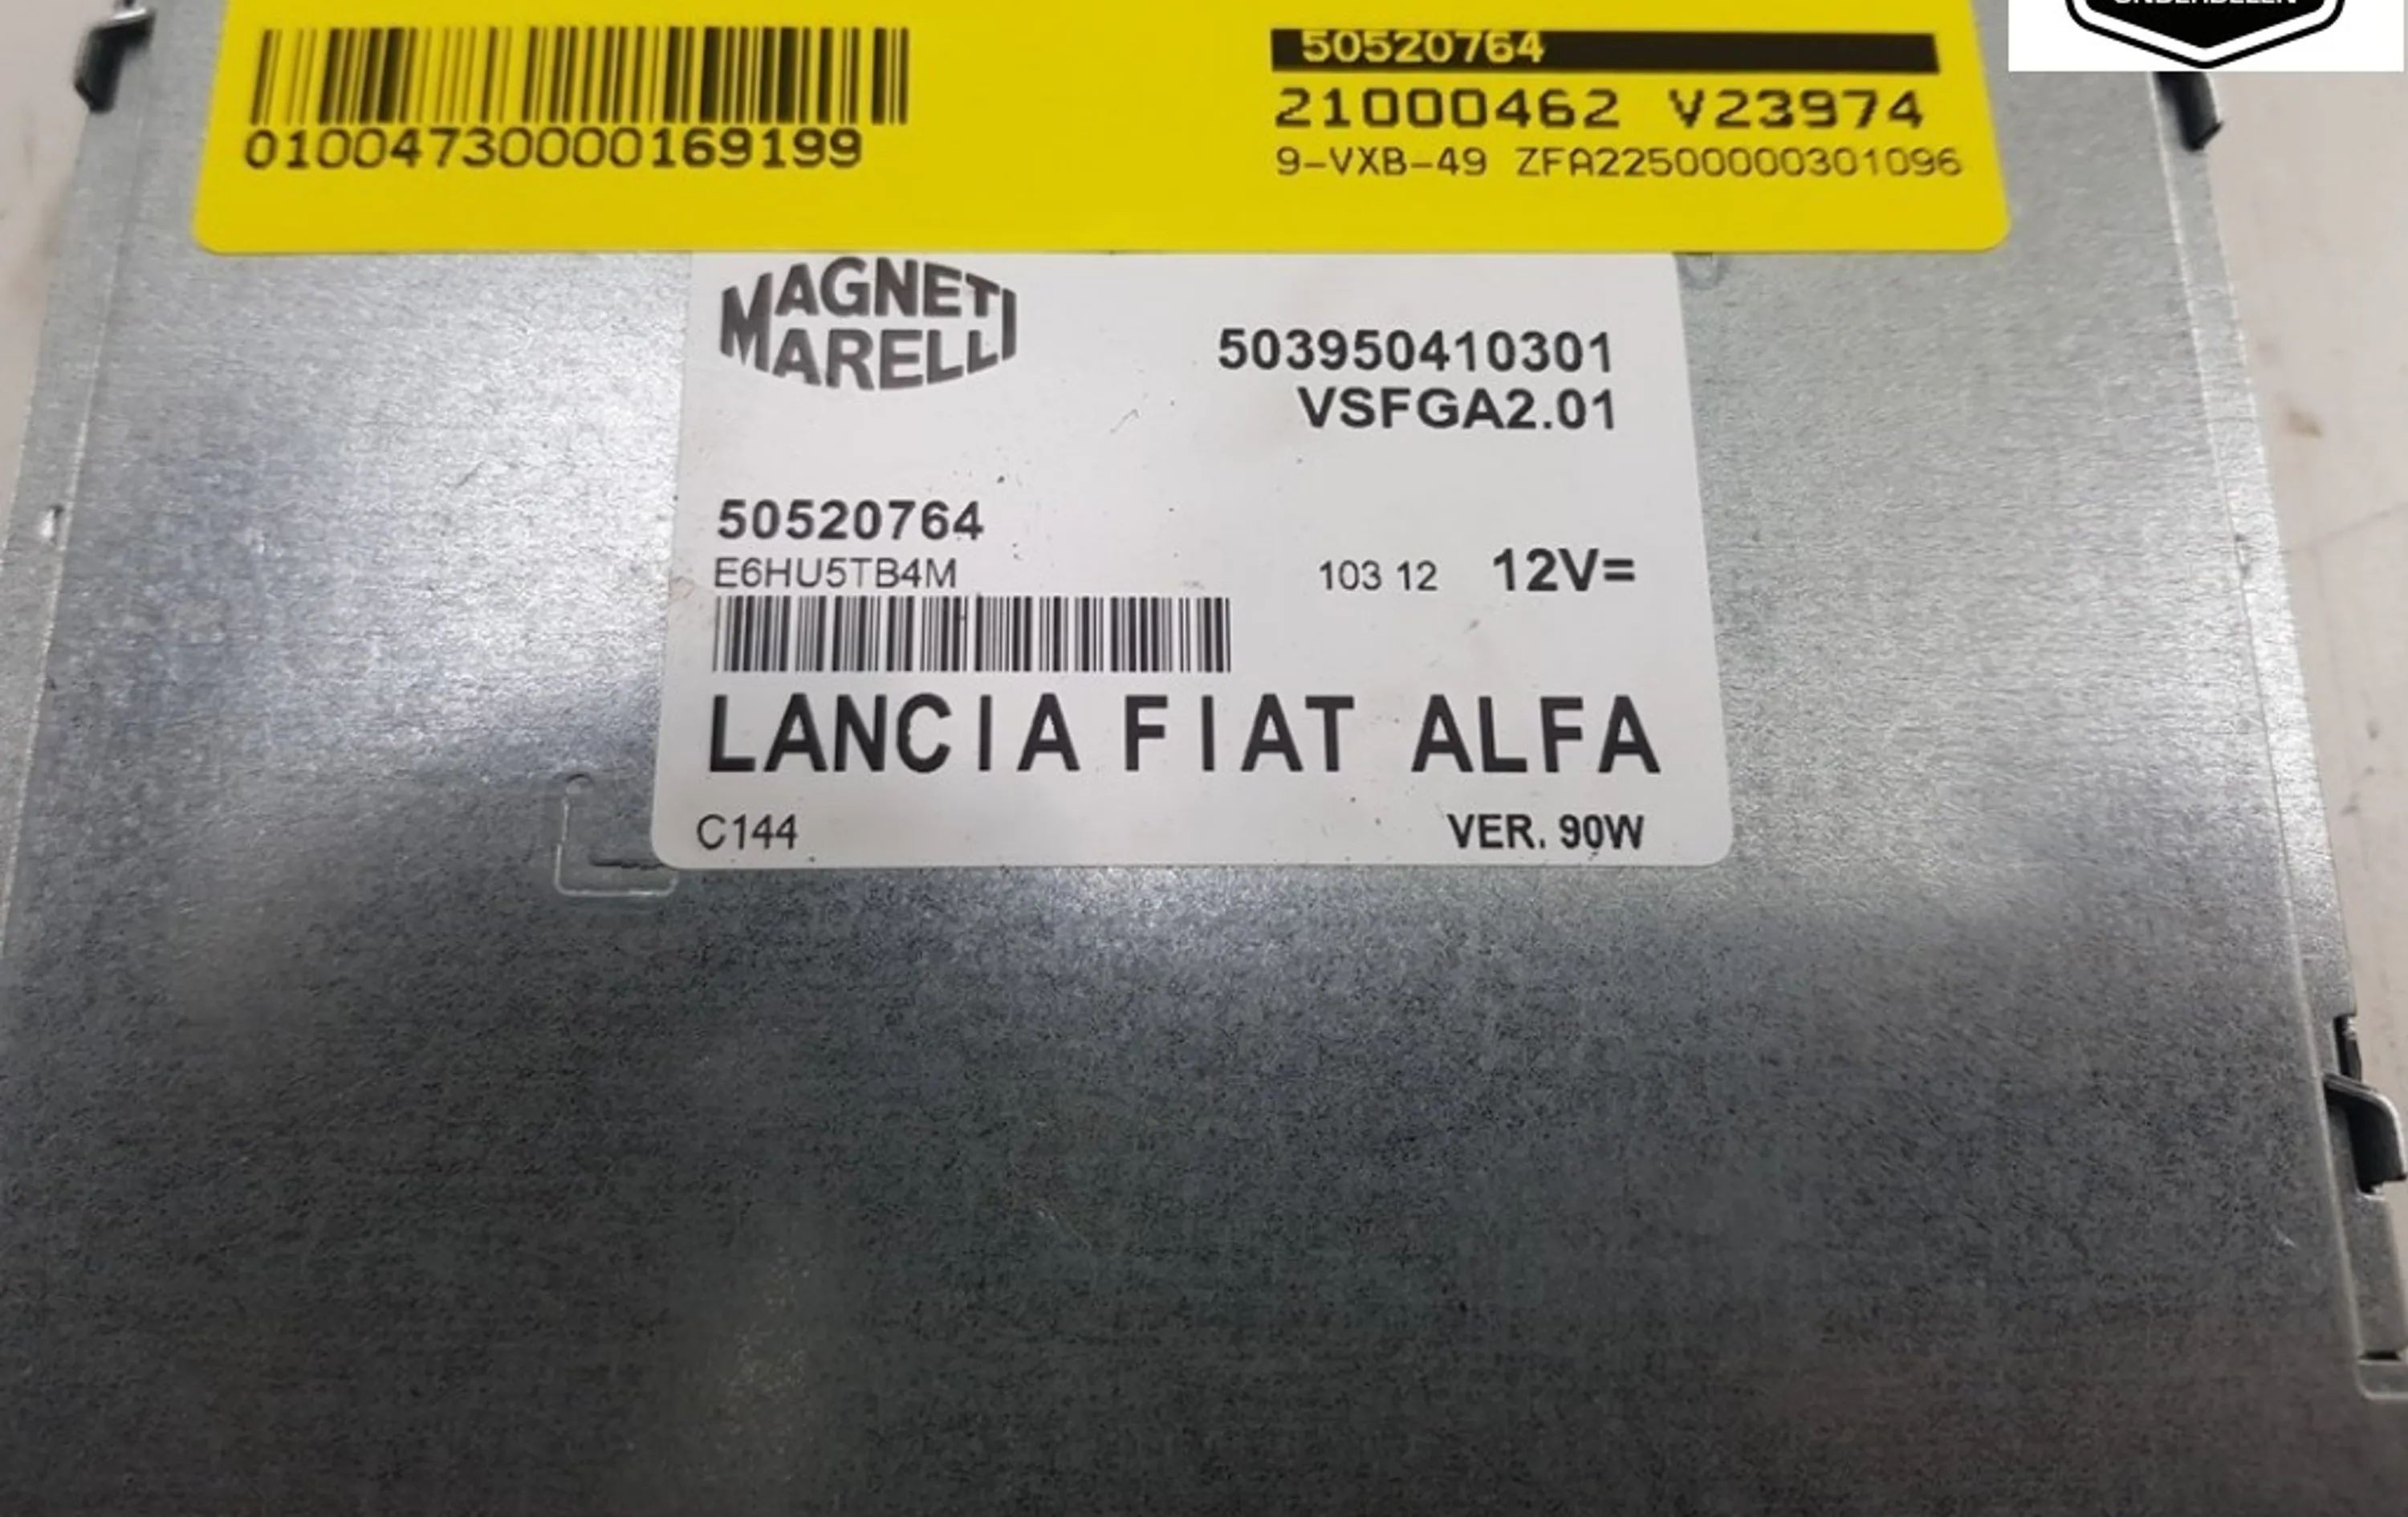 50520764
01004730000169199
21000462 V23974
9-VXB-49 ZFA22500000301096
MAGNETI
MARELLI
503950410301
VSFGA2.01
50520764
E6HU5TB4M
103 12 12V=
LANCIA FIAT ALFA
C144 VER. 90W